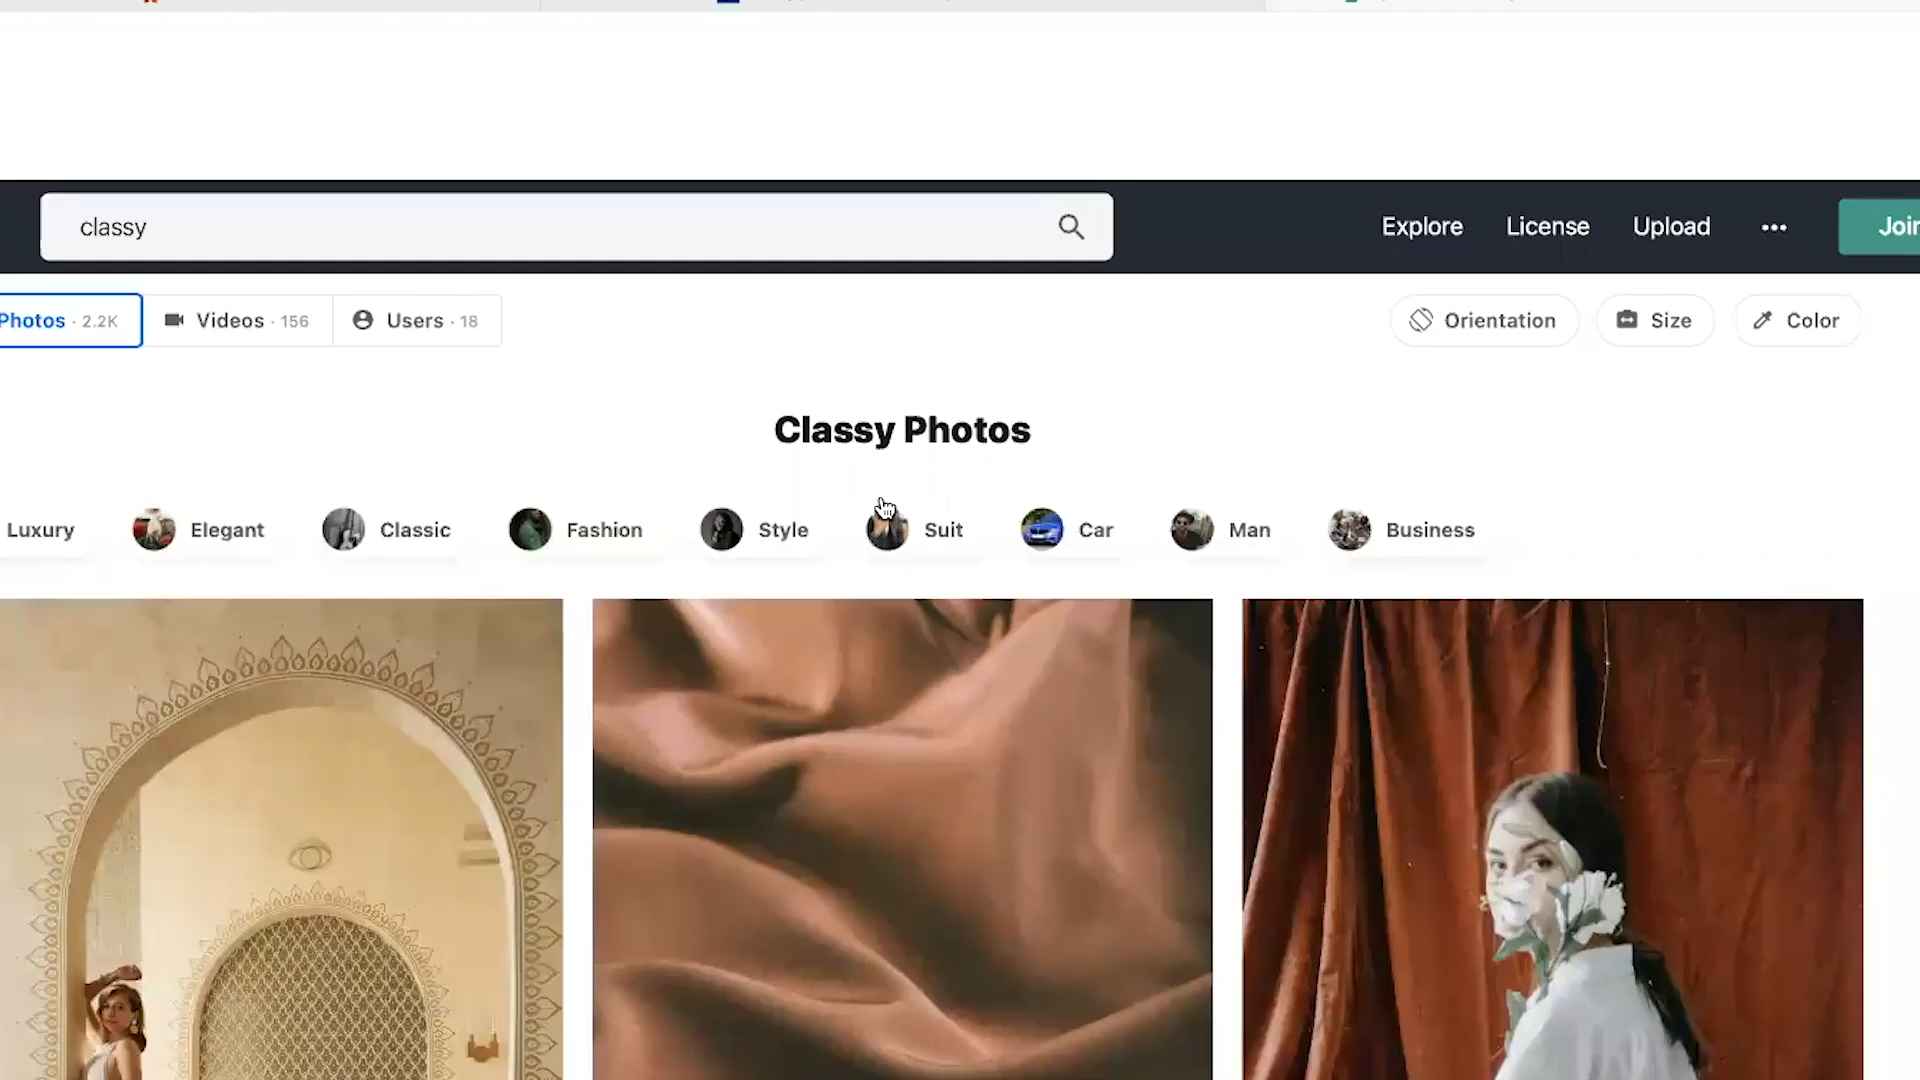 classy
Explore License Upload ...
Photos · 2.2K Videos · 156 Users · 18 Orientation Size Color
Classy Photos
Luxury Elegant Classic Fashion Style Suit Car Man Business